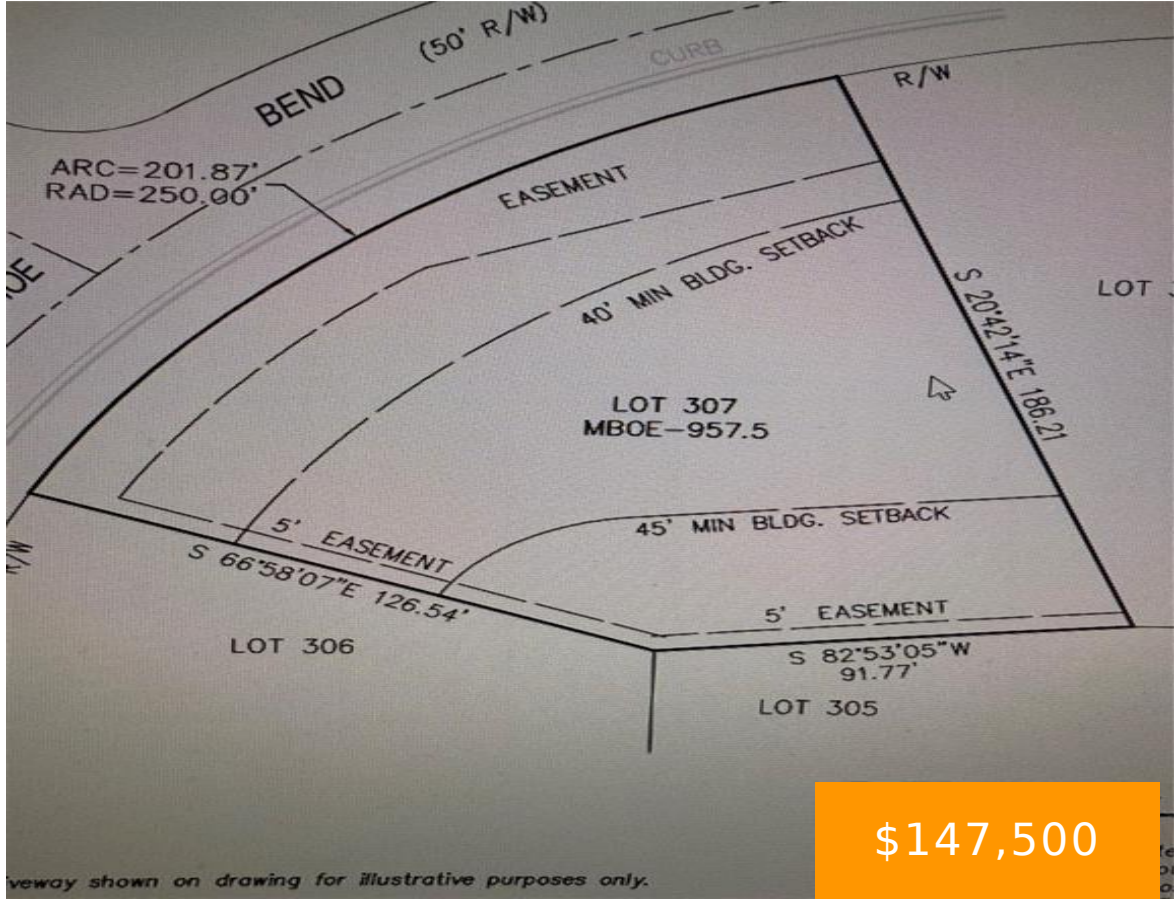 (50' R/W)
BEND
CURB
R/W
ARC=201.87'
RAD=250.00'
EASEMENT
40' MIN BLDG. SETBACK
S 20°42'14"E 186.21
LOT
LOT 307
MBOE-957.5
45' MIN BLDG. SETBACK
5' EASEMENT
S 66°58'07"E 126.54'
R/W
5' EASEMENT
LOT 306
S 82°53'05"W
91.77'
LOT 305
$147,500
veway shown on drawing for illustrative purposes only.